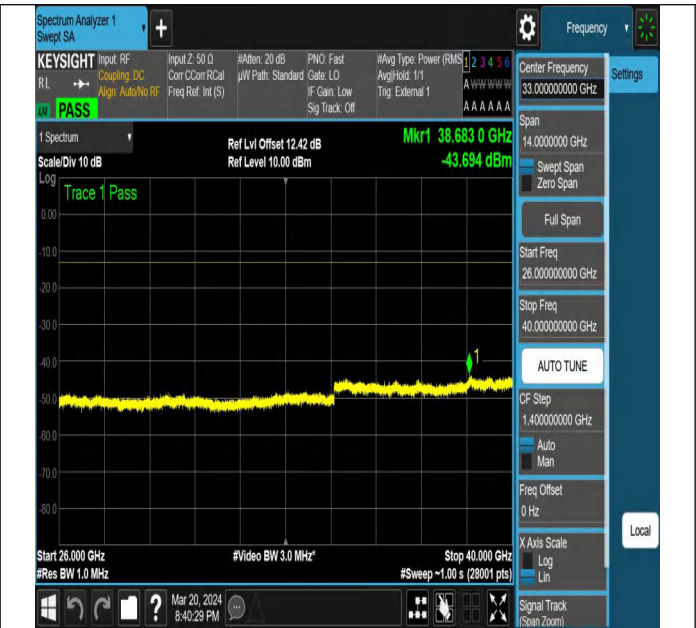 Spectrum Analyzer 1
Swept SA
+
Frequency
KEYSIGHT
RL
PASS
Input: RF
Coupling: DC
Align: Auto/No RF
Input Z: 50 Ω
Corr CCorr RCal
Freq Ref: Int (S)
#Atten: 20 dB
µW Path: Standard
PNO: Fast
Gate: LO
IF Gain: Low
Sig Track: Off
#Avg Type: Power (RMS)
Avg|Hold: 1/1
Trig: External 1
1 2 3 4 5 6
A W W W W W
A A A A A A
1 Spectrum
Scale/Div 10 dB
Ref Lvl Offset 12.42 dB
Ref Level 10.00 dBm
Mkr1 38.683 0 GHz
-43.694 dBm
Log
Trace 1 Pass
0.00
-10.0
-20.0
-30.0
-40.0
-50.0
-60.0
-70.0
-80.0
1
Start 26.000 GHz
#Res BW 1.0 MHz
#Video BW 3.0 MHz*
Stop 40.000 GHz
#Sweep ~1.00 s (28001 pts)
?
Mar 20, 2024
8:40:29 PM
Center Frequency
33.000000000 GHz
Settings
Span
14.0000000 GHz
Swept Span
Zero Span
Full Span
Start Freq
26.000000000 GHz
Stop Freq
40.000000000 GHz
AUTO TUNE
CF Step
1.400000000 GHz
Auto
Man
Freq Offset
0 Hz
X Axis Scale
Log
Lin
Local
Signal Track
(Span Zoom)